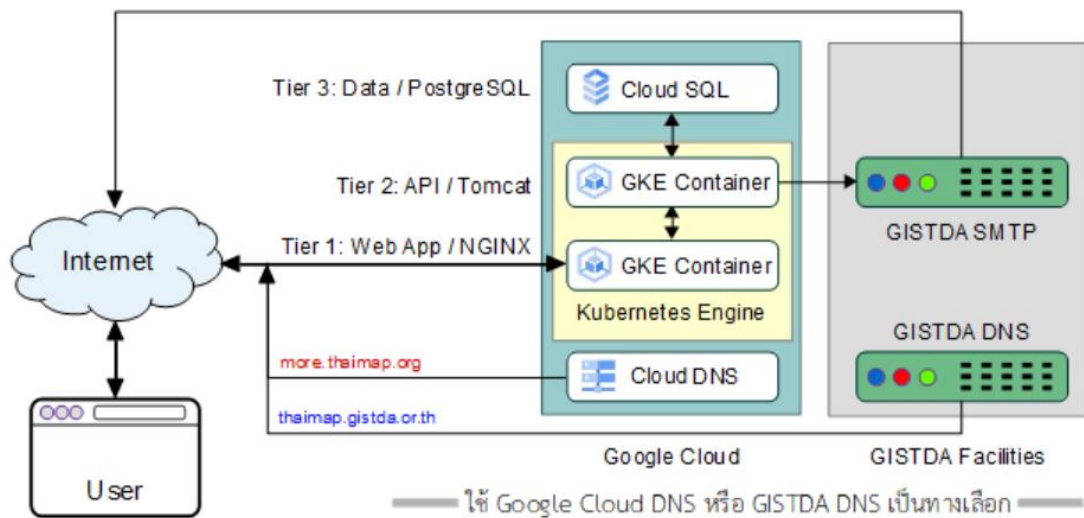 Tier 3: Data / PostgreSQL
Cloud SQL
Tier 2: API / Tomcat
GKE Container
GISTDA SMTP
Internet
Tier 1: Web App / NGINX
GKE Container
Kubernetes Engine
GISTDA DNS
more.thaimap.org
Cloud DNS
thaimap.gistda.or.th
User
Google Cloud
GISTDA Facilities
ใช้ Google Cloud DNS หรือ GISTDA DNS เป็นทางเลือก